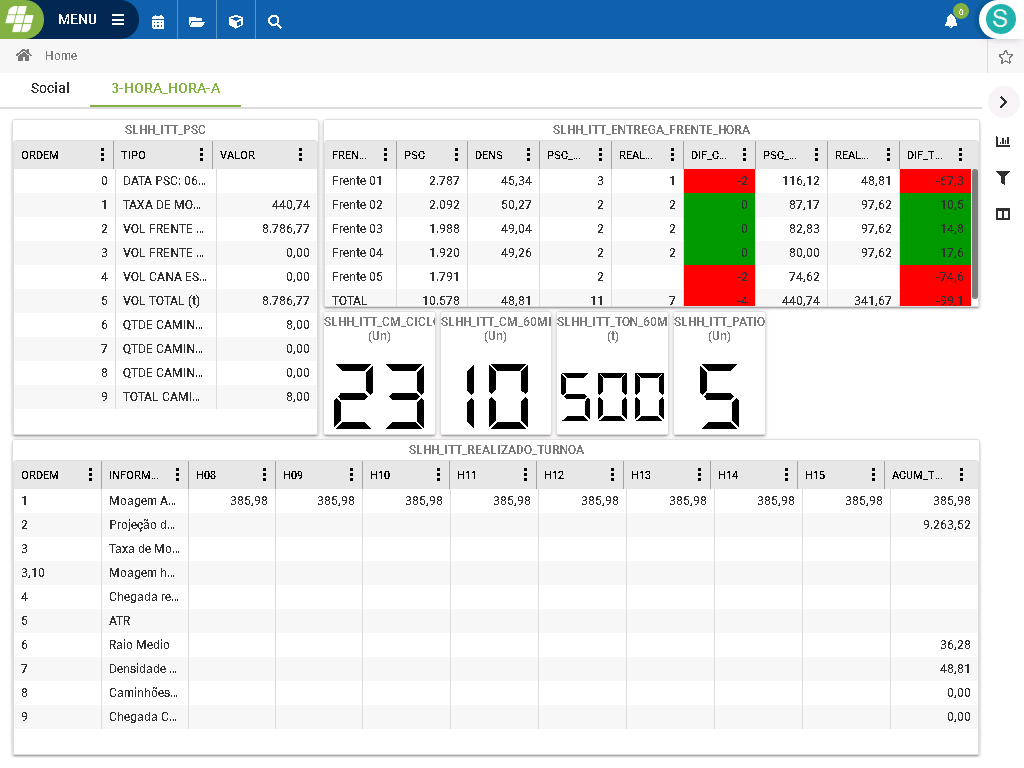 MENU
0
S
Home
Social 3-HORA_HORA-A
SLHH_ITT_PSC
ORDEM TIPO VALOR
0 DATA PSC: 06...
1 TAXA DE MO... 440,74
2 VOL FRENTE ... 8.786,77
3 VOL FRENTE ... 0,00
4 VOL CANA ES... 0,00
5 VOL TOTAL (t) 8.786,77
6 QTDE CAMIN... 8,00
7 QTDE CAMIN... 0,00
8 QTDE CAMIN... 0,00
9 TOTAL CAMI... 8,00
SLHH_ITT_ENTREGA_FRENTE_HORA
FREN... PSC DENS PSC_... REAL... DIF_C... PSC_... REAL... DIF_T...
Frente 01 2.787 45,34 3 1 -2 116,12 48,81 67,3
Frente 02 2.092 50,27 2 2 0 87,17 97,62 10,5
Frente 03 1.988 49,04 2 2 0 82,83 97,62 14,8
Frente 04 1.920 49,26 2 2 0 80,00 97,62 17,6
Frente 05 1.791 2 -2 74,62 74,6
TOTAL 10.578 48,81 11 7 -4 440,74 341,67 -99,1
SLHH_ITT_CM_CICL
(Un)
23
SLHH_ITT_CM_60MI
(Un)
10
SLHH_ITT_TON_60M
(t)
500
SLHH_ITT_PATIO
(Un)
5
SLHH_ITT_REALIZADO_TURNOA
ORDEM INFORM... H08 H09 H10 H11 H12 H13 H14 H15 ACUM_T...
1 Moagem A... 385,98 385,98 385,98 385,98 385,98 385,98 385,98 385,98 385,98
2 Projeção d... 9.263,52
3 Taxa de Mo...
3,10 Moagem h...
4 Chegada re...
5 ATR
6 Raio Medio 36,28
7 Densidade ... 48,81
8 Caminhões... 0,00
9 Chegada C... 0,00